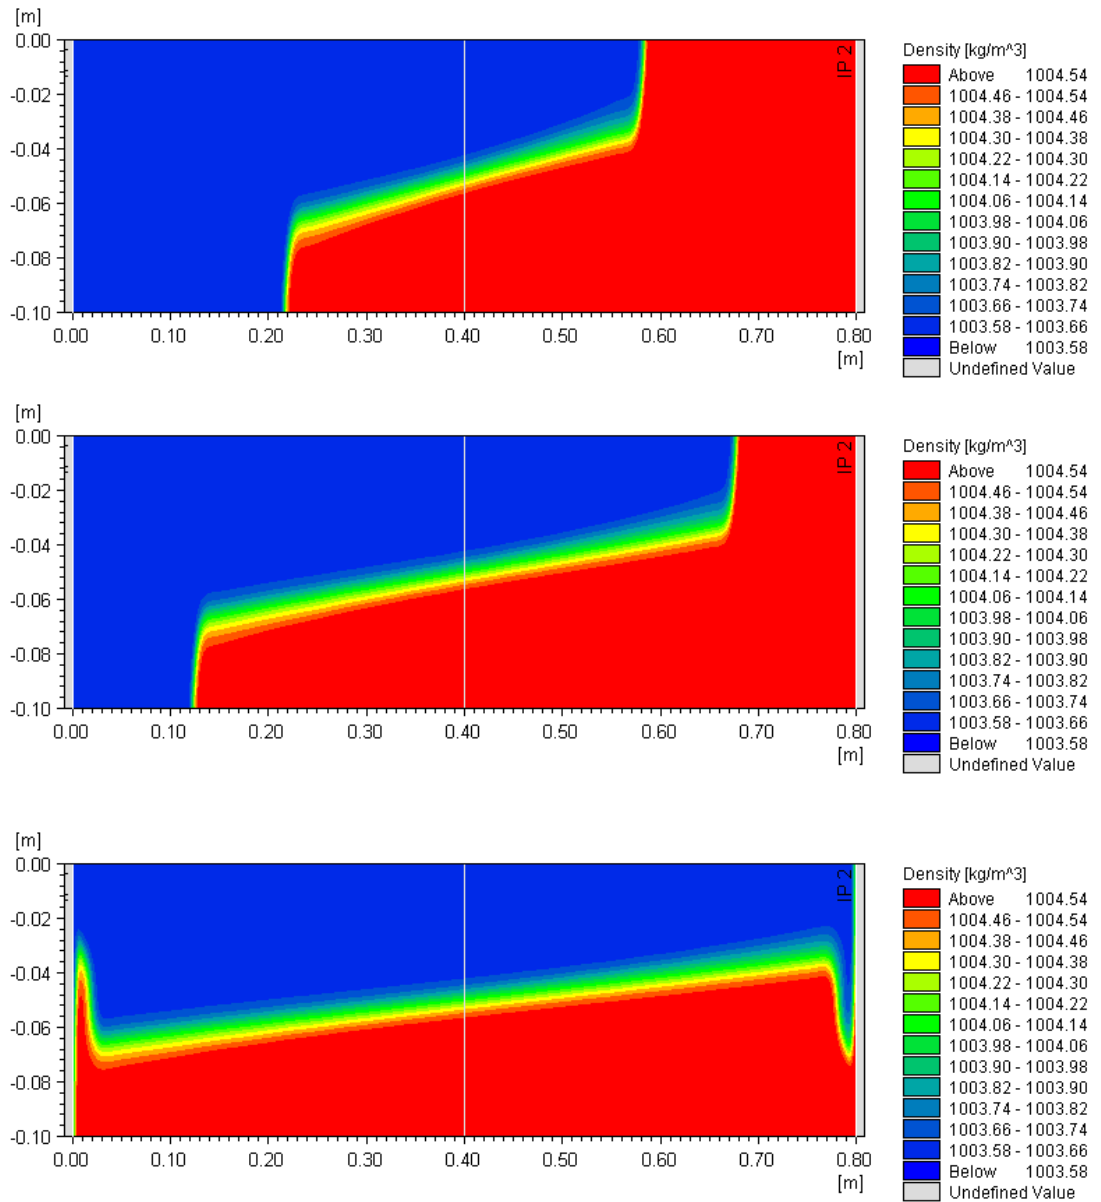 [m]
0.00
-0.02
-0.04
-0.06
-0.08
-0.10
0.00 0.10 0.20 0.30 0.40 0.50 0.60 0.70 0.80
[m]
IP 2
Density [kg/m^3]
Above 1004.54
1004.46 - 1004.54
1004.38 - 1004.46
1004.30 - 1004.38
1004.22 - 1004.30
1004.14 - 1004.22
1004.06 - 1004.14
1003.98 - 1004.06
1003.90 - 1003.98
1003.82 - 1003.90
1003.74 - 1003.82
1003.66 - 1003.74
1003.58 - 1003.66
Below 1003.58
Undefined Value
[m]
0.00
-0.02
-0.04
-0.06
-0.08
-0.10
0.00 0.10 0.20 0.30 0.40 0.50 0.60 0.70 0.80
[m]
IP 2
Density [kg/m^3]
Above 1004.54
1004.46 - 1004.54
1004.38 - 1004.46
1004.30 - 1004.38
1004.22 - 1004.30
1004.14 - 1004.22
1004.06 - 1004.14
1003.98 - 1004.06
1003.90 - 1003.98
1003.82 - 1003.90
1003.74 - 1003.82
1003.66 - 1003.74
1003.58 - 1003.66
Below 1003.58
Undefined Value
[m]
0.00
-0.02
-0.04
-0.06
-0.08
-0.10
0.00 0.10 0.20 0.30 0.40 0.50 0.60 0.70 0.80
[m]
IP 2
Density [kg/m^3]
Above 1004.54
1004.46 - 1004.54
1004.38 - 1004.46
1004.30 - 1004.38
1004.22 - 1004.30
1004.14 - 1004.22
1004.06 - 1004.14
1003.98 - 1004.06
1003.90 - 1003.98
1003.82 - 1003.90
1003.74 - 1003.82
1003.66 - 1003.74
1003.58 - 1003.66
Below 1003.58
Undefined Value